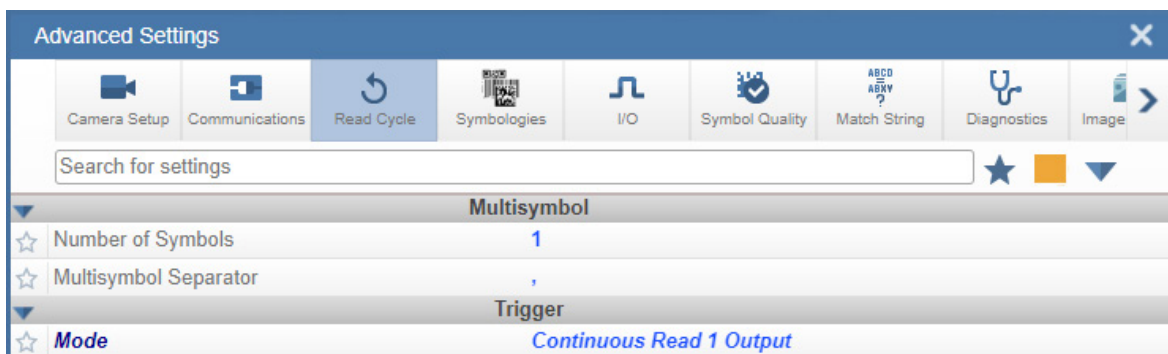 Advanced Settings
ABCD
ABXY
?
Camera Setup Communications Read Cycle Symbologies I/O Symbol Quality Match String Diagnostics Image
Search for settings
Multisymbol
Number of Symbols 1
Multisymbol Separator ,
Trigger
Mode Continuous Read 1 Output